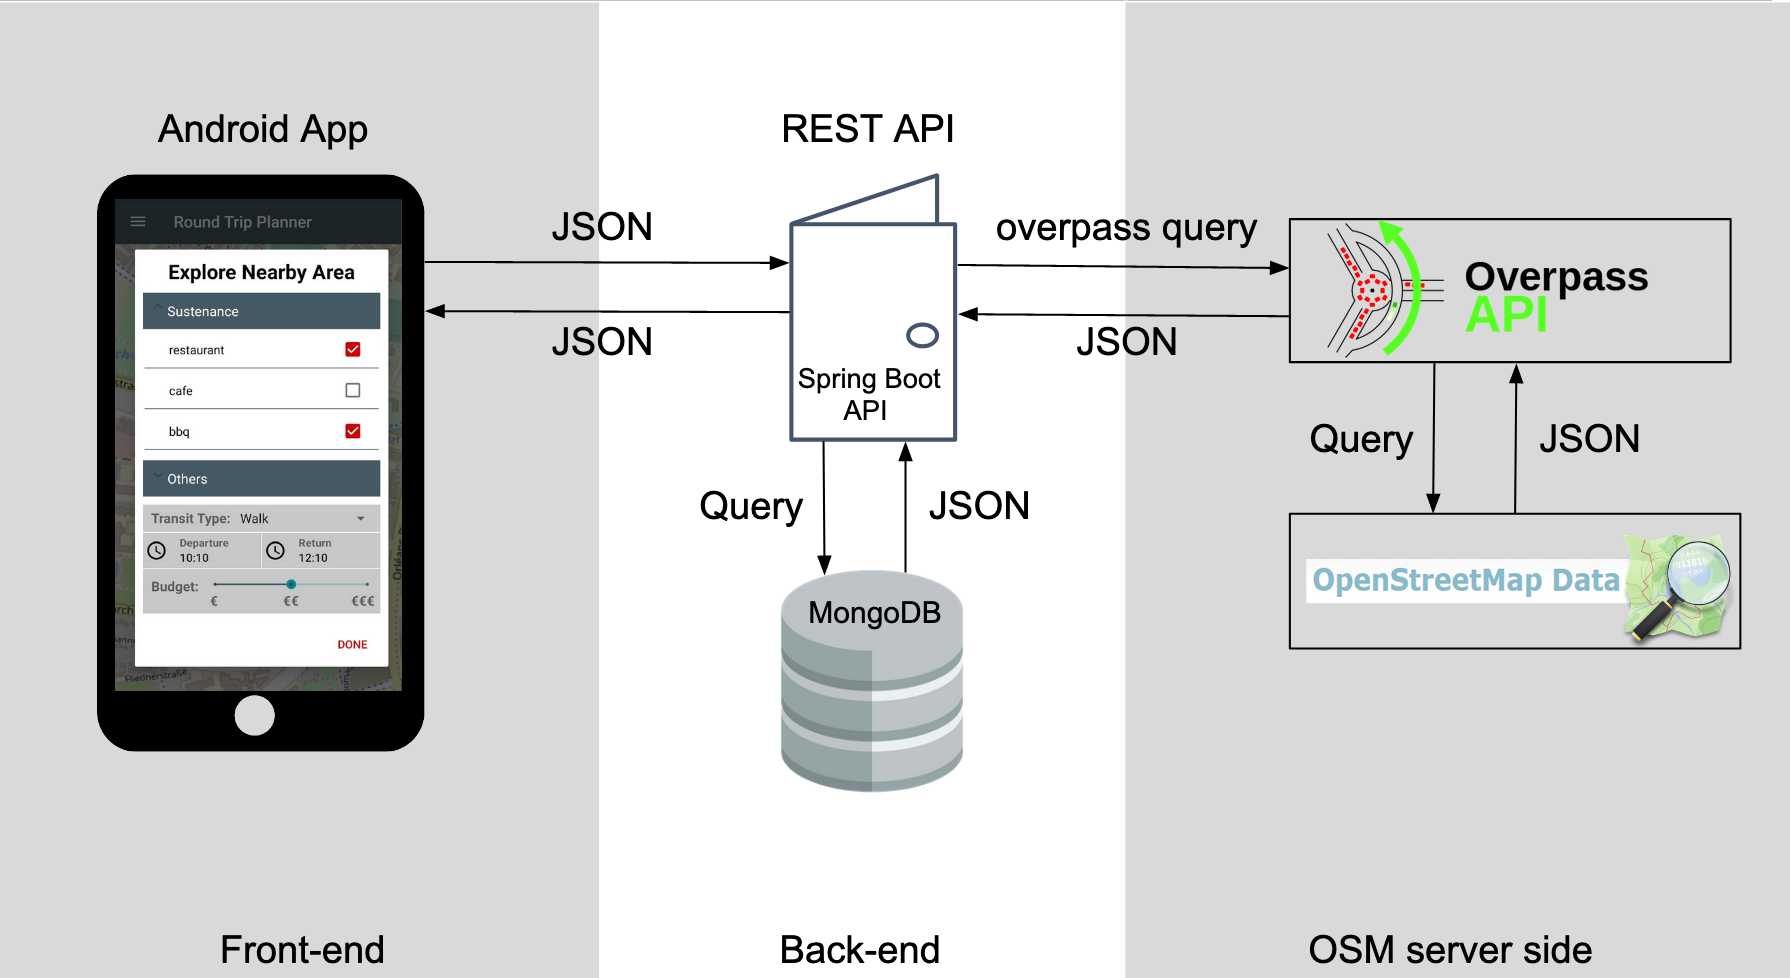 Android App
REST API
Round Trip Planner
Explore Nearby Area
Sustenance
restaurant
cafe
bbq
Others
Transit Type: Walk
Departure
10:10
Return
12:10
Budget:
€ €€ €€€
DONE
Fliednerstraße
JSON
JSON
Spring Boot
API
overpass query
JSON
Overpass
API
Query
JSON
MongoDB
Query
JSON
OpenStreetMap Data
Front-end
Back-end
OSM server side